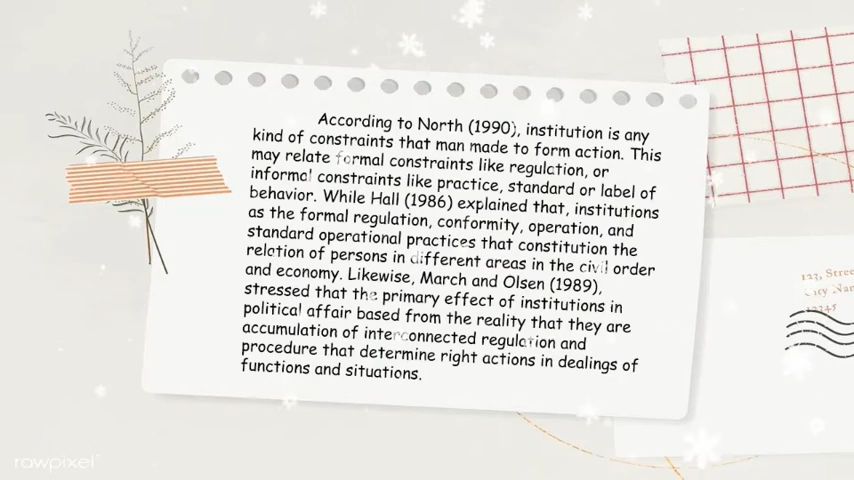 According to North (1990), institution is any
kind of constraints that man made to form action. This
may relate formal constraints like regulation, or
informal constraints like practice, standard or label of
behavior. While Hall (1986) explained that, institutions
as the formal regulation, conformity, operation, and
standard operational practices that constitution the
relation of persons in different areas in the civil order
and economy. Likewise, March and Olsen (1989),
stressed that the primary effect of institutions in
political affair based from the reality that they are
accumulation of interconnected regulation and
procedure that determine right actions in dealings of
functions and situations.
123, Stree
City Nam
12345
rawpixel